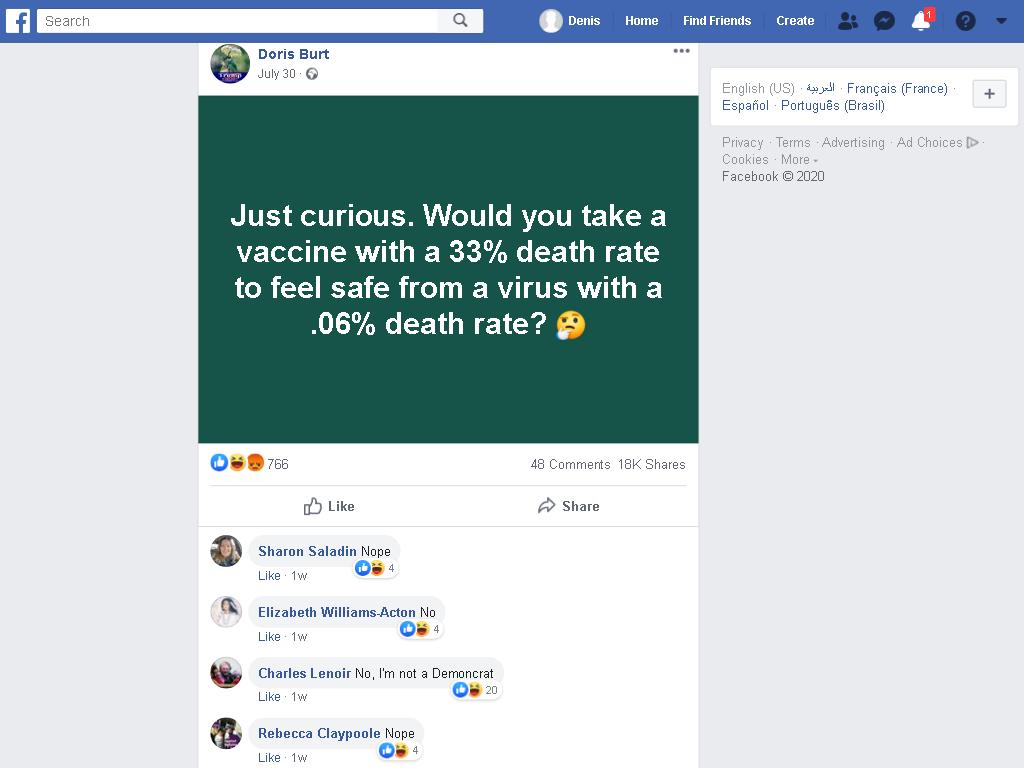 f Search Denis Home Find Friends Create 1
Doris Burt
July 30 ·
Just curious. Would you take a
vaccine with a 33% death rate
to feel safe from a virus with a
.06% death rate?
766 48 Comments 18K Shares
Like Share
Sharon Saladin Nope
4
Like · 1w
Elizabeth Williams-Acton No
4
Like · 1w
Charles Lenoir No, I'm not a Demoncrat
20
Like · 1w
Rebecca Claypoole Nope
4
Like · 1w
English (US) · العربية · Français (France) ·
Español · Português (Brasil)
+
Privacy · Terms · Advertising · Ad Choices ·
Cookies · More
Facebook © 2020